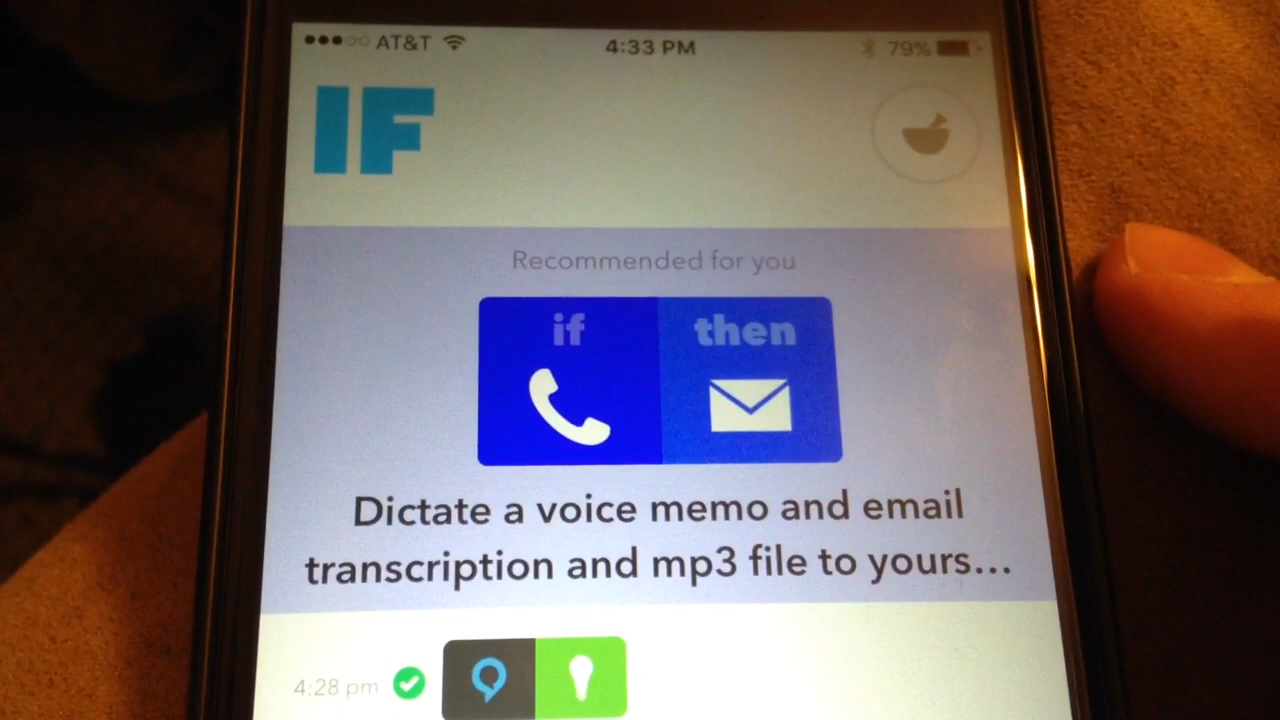 AT&T 4:33 PM 79%
IF
Recommended for you
if then
Dictate a voice memo and email
transcription and mp3 file to yours...
4:28 pm